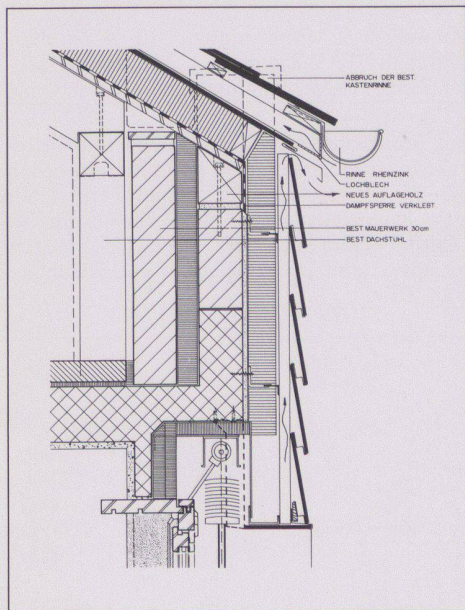 ABBRUCH DER BEST.
KASTENRINNE
RINNE RHEINZINK
LOCHBLECH
NEUES AUFLAGEHOLZ
DAMPFSPERRE VERKLEBT
BEST MAUERWERK 30cm
BEST DACHSTUHL